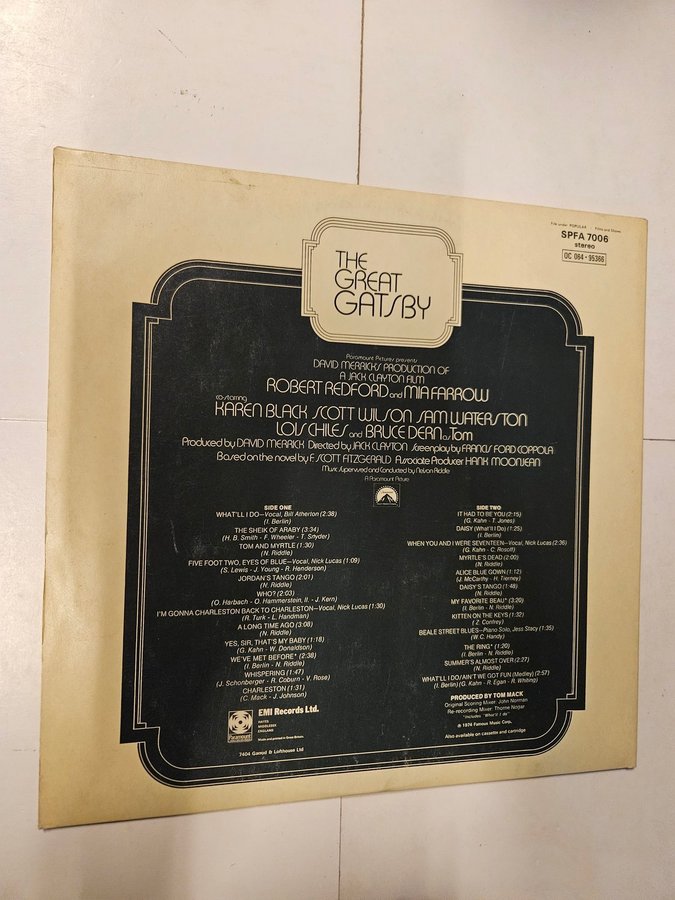 File under POPULAR : Films and Shows
SPFA 7006
stereo
OC 064 · 95366
THE
GREAT
GATSBY
Paramount Pictures presents
DAVID MERRICK'S PRODUCTION OF
A JACK CLAYTON FILM
ROBERT REDFORD and MIA FARROW
co-starring
KAREN BLACK SCOTT WILSON SAM WATERSTON
LOIS CHILES and BRUCE DERN as Tom
Produced by DAVID MERRICK Directed by JACK CLAYTON Screenplay by FRANCIS FORD COPPOLA
Based on the novel by F. SCOTT FITZGERALD Associate Producer HANK MOONJEAN
Music Supervised and Conducted by Nelson Riddle
A Paramount Picture
SIDE ONE
WHAT'LL I DO—Vocal, Bill Atherton (2:38)
(I. Berlin)
THE SHEIK OF ARABY (3:34)
(H. B. Smith - F. Wheeler - T. Snyder)
TOM AND MYRTLE (1:30)
(N. Riddle)
FIVE FOOT TWO, EYES OF BLUE—Vocal, Nick Lucas (1:09)
(S. Lewis - J. Young - R. Henderson)
JORDAN'S TANGO (2:01)
(N. Riddle)
WHO? (2:03)
(O. Harbach - O. Hammerstein, II. - J. Kern)
I'M GONNA CHARLESTON BACK TO CHARLESTON—Vocal, Nick Lucas (1:30)
(R. Turk - L. Handman)
A LONG TIME AGO (3:08)
(N. Riddle)
YES, SIR, THAT'S MY BABY (1:18)
(G. Kahn - W. Donaldson)
WE'VE MET BEFORE* (2:38)
(I. Berlin - N. Riddle)
WHISPERING (1:47)
(J. Schonberger - R. Coburn - V. Rose)
CHARLESTON (1:31)
(C. Mack - J. Johnson)
SIDE TWO
IT HAD TO BE YOU (2:15)
(G. Kahn - T. Jones)
DAISY (What'll I Do) (1:25)
(I. Berlin)
WHEN YOU AND I WERE SEVENTEEN—Vocal, Nick Lucas (2:36)
(G. Kahn - C. Rosoff)
MYRTLE'S DEAD (2:00)
(N. Riddle)
ALICE BLUE GOWN (1:12)
(J. McCarthy - H. Tierney)
DAISY'S TANGO (1:48)
(N. Riddle)
MY FAVORITE BEAU* (3:20)
(I. Berlin - N. Riddle)
KITTEN ON THE KEYS (1:32)
( Z. Confrey)
BEALE STREET BLUES—Piano Solo, Jess Stacy (1:35)
(W.C. Handy)
THE RING* (1:20)
(I. Berlin - N. Riddle)
SUMMER'S ALMOST OVER (2:27)
(N. Riddle)
WHAT'LL I DO/AIN'T WE GOT FUN (Medley) (2:57)
(I. Berlin) (G. Kahn - R. Egan - R. Whiting)
Paramount
EMI Records Ltd.
HAYES
MIDDLESEX
ENGLAND
Made and printed in Great Britain.
7404 Garrod & Lofthouse Ltd
PRODUCED BY TOM MACK
Original Scoring Mixer: John Norman
Re-recording Mixer: Thorne Norjar
*Includes "What'll I do"
℗ 1974 Famous Music Corp.
Also available on cassette and cartridge